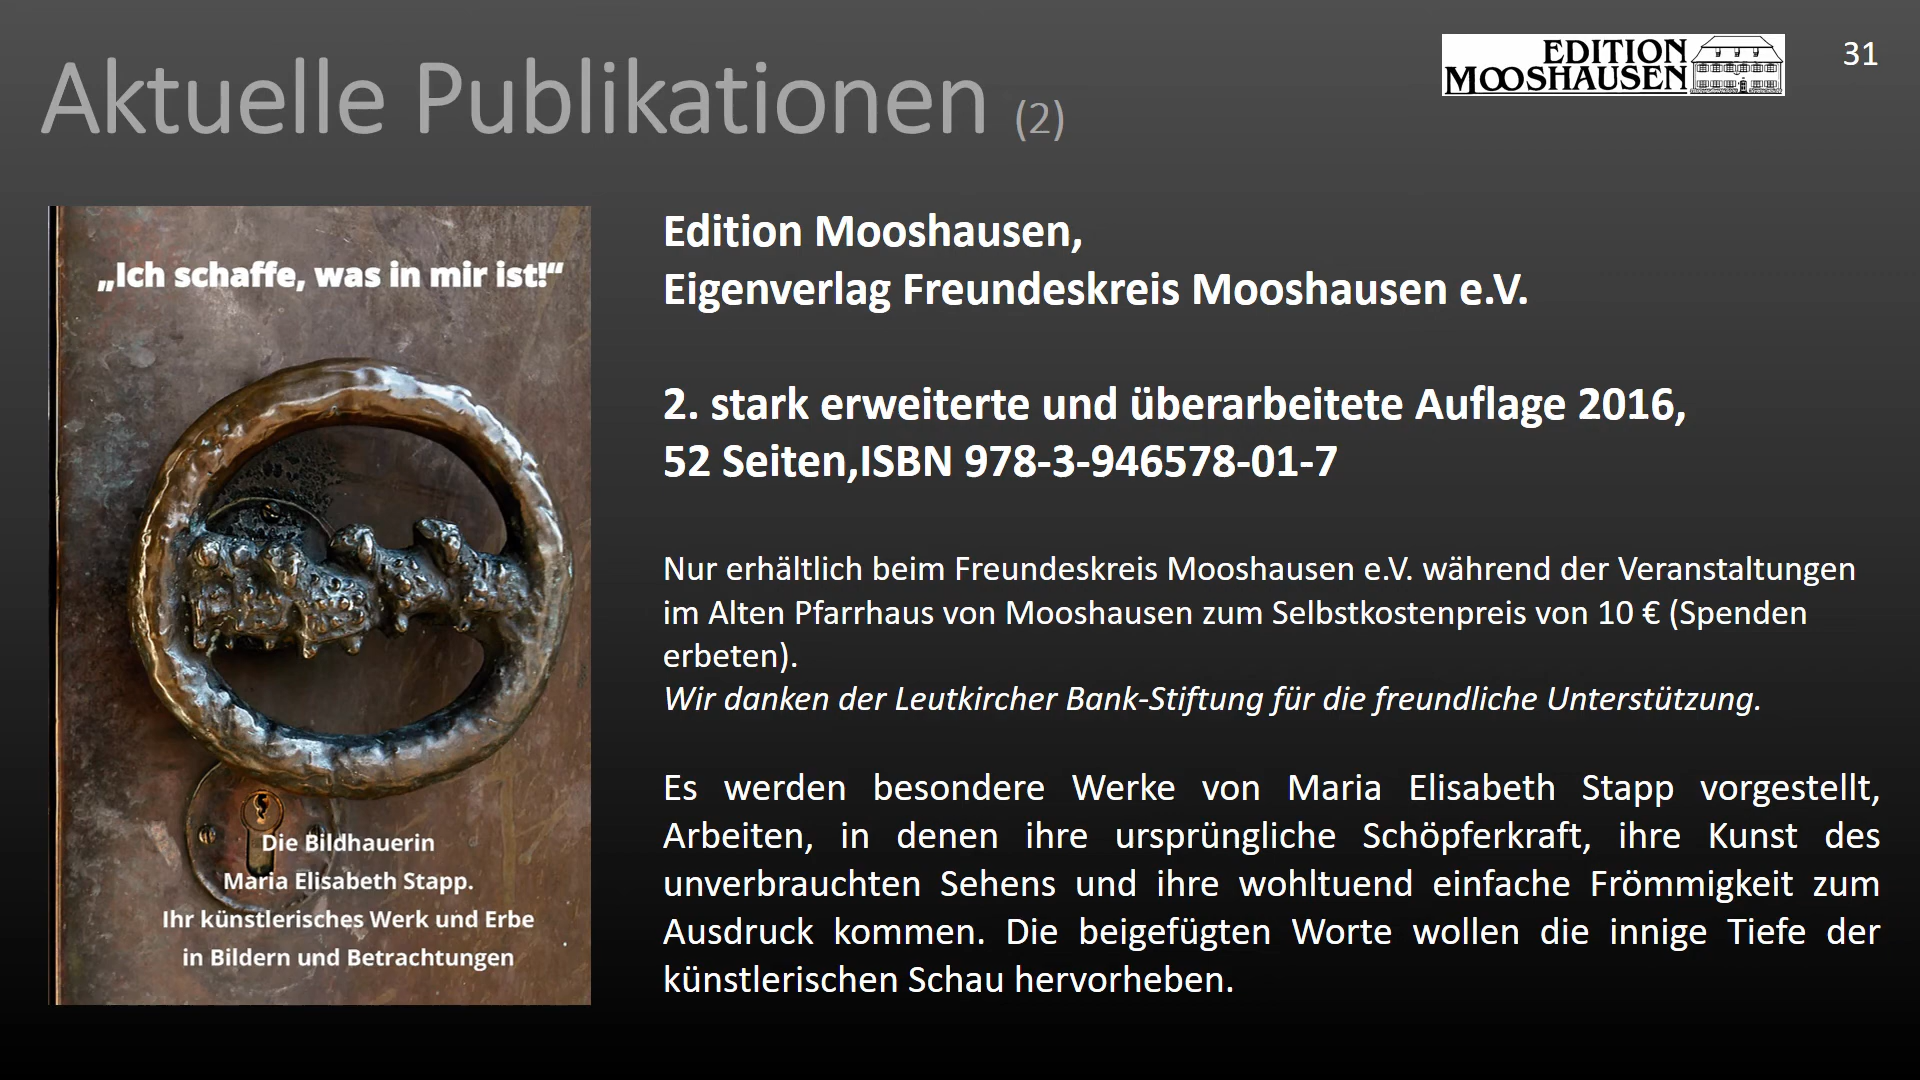 Aktuelle Publikationen (2)
EDITION
MOOSHAUSEN
31
„Ich schaffe, was in mir ist!“
Die Bildhauerin
Maria Elisabeth Stapp.
Ihr künstlerisches Werk und Erbe
in Bildern und Betrachtungen
Edition Mooshausen,
Eigenverlag Freundeskreis Mooshausen e.V.
2. stark erweiterte und überarbeitete Auflage 2016,
52 Seiten,ISBN 978-3-946578-01-7
Nur erhältlich beim Freundeskreis Mooshausen e.V. während der Veranstaltungen
im Alten Pfarrhaus von Mooshausen zum Selbstkostenpreis von 10 € (Spenden
erbeten).
Wir danken der Leutkircher Bank-Stiftung für die freundliche Unterstützung.
Es werden besondere Werke von Maria Elisabeth Stapp vorgestellt,
Arbeiten, in denen ihre ursprüngliche Schöpferkraft, ihre Kunst des
unverbrauchten Sehens und ihre wohltuend einfache Frömmigkeit zum
Ausdruck kommen. Die beigefügten Worte wollen die innige Tiefe der
künstlerischen Schau hervorheben.